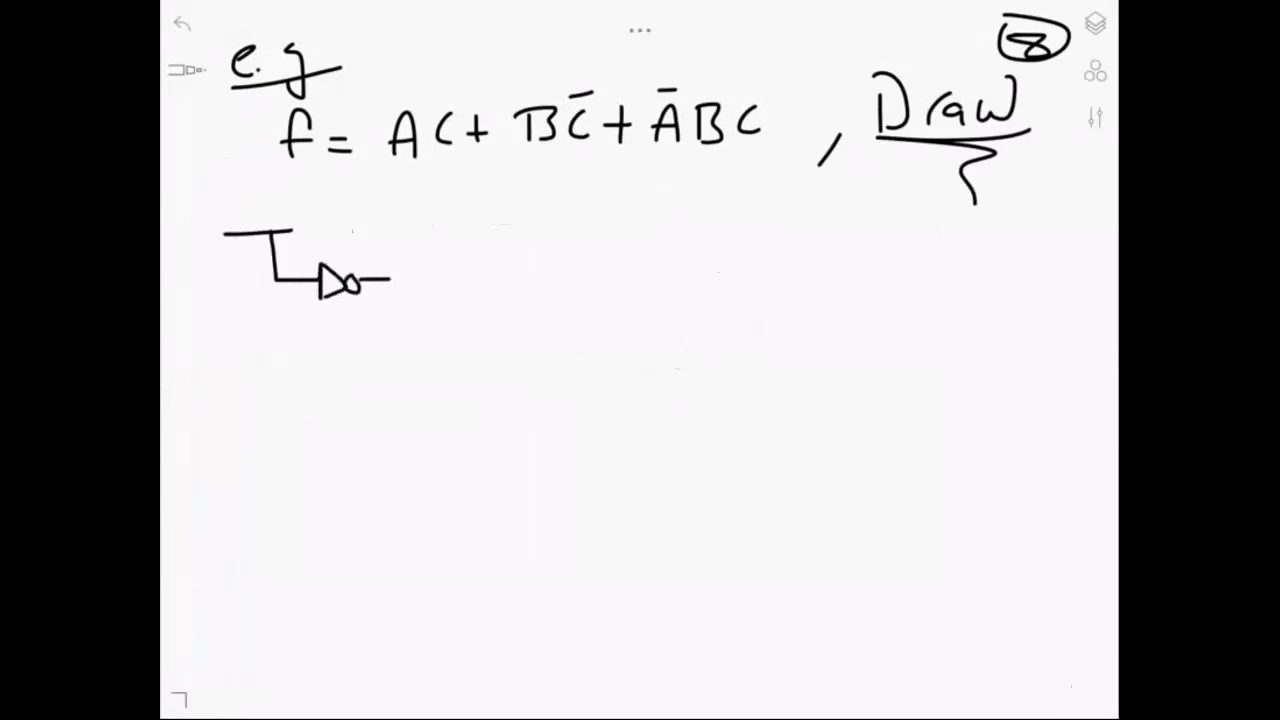 ⑧
e.g
f = AC + BC̄ + ĀBC , Draw